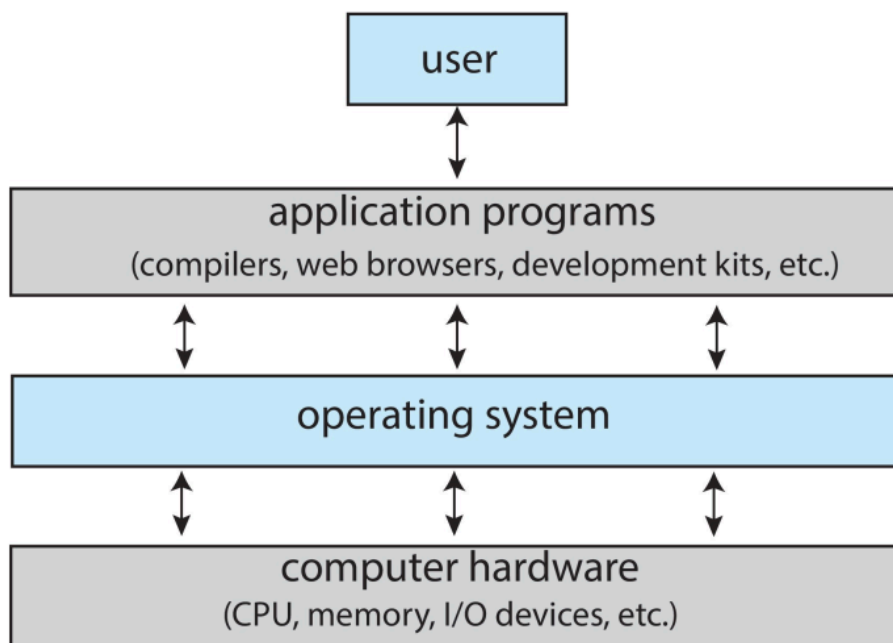 user
application programs
(compilers, web browsers, development kits, etc.)
operating system
computer hardware
(CPU, memory, I/O devices, etc.)